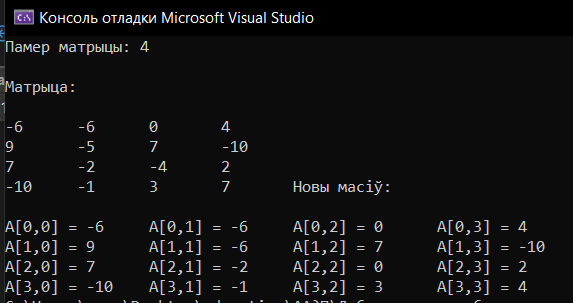 Консоль отладки Microsoft Visual Studio
Памер матрыцы: 4
Матрыца:
-6 -6 0 4
9 -5 7 -10
7 -2 -4 2
-10 -1 3 7 Новы масіў:
A[0,0] = -6 A[0,1] = -6 A[0,2] = 0 A[0,3] = 4
A[1,0] = 9 A[1,1] = -6 A[1,2] = 7 A[1,3] = -10
A[2,0] = 7 A[2,1] = -2 A[2,2] = 0 A[2,3] = 2
A[3,0] = -10 A[3,1] = -1 A[3,2] = 3 A[3,3] = 4